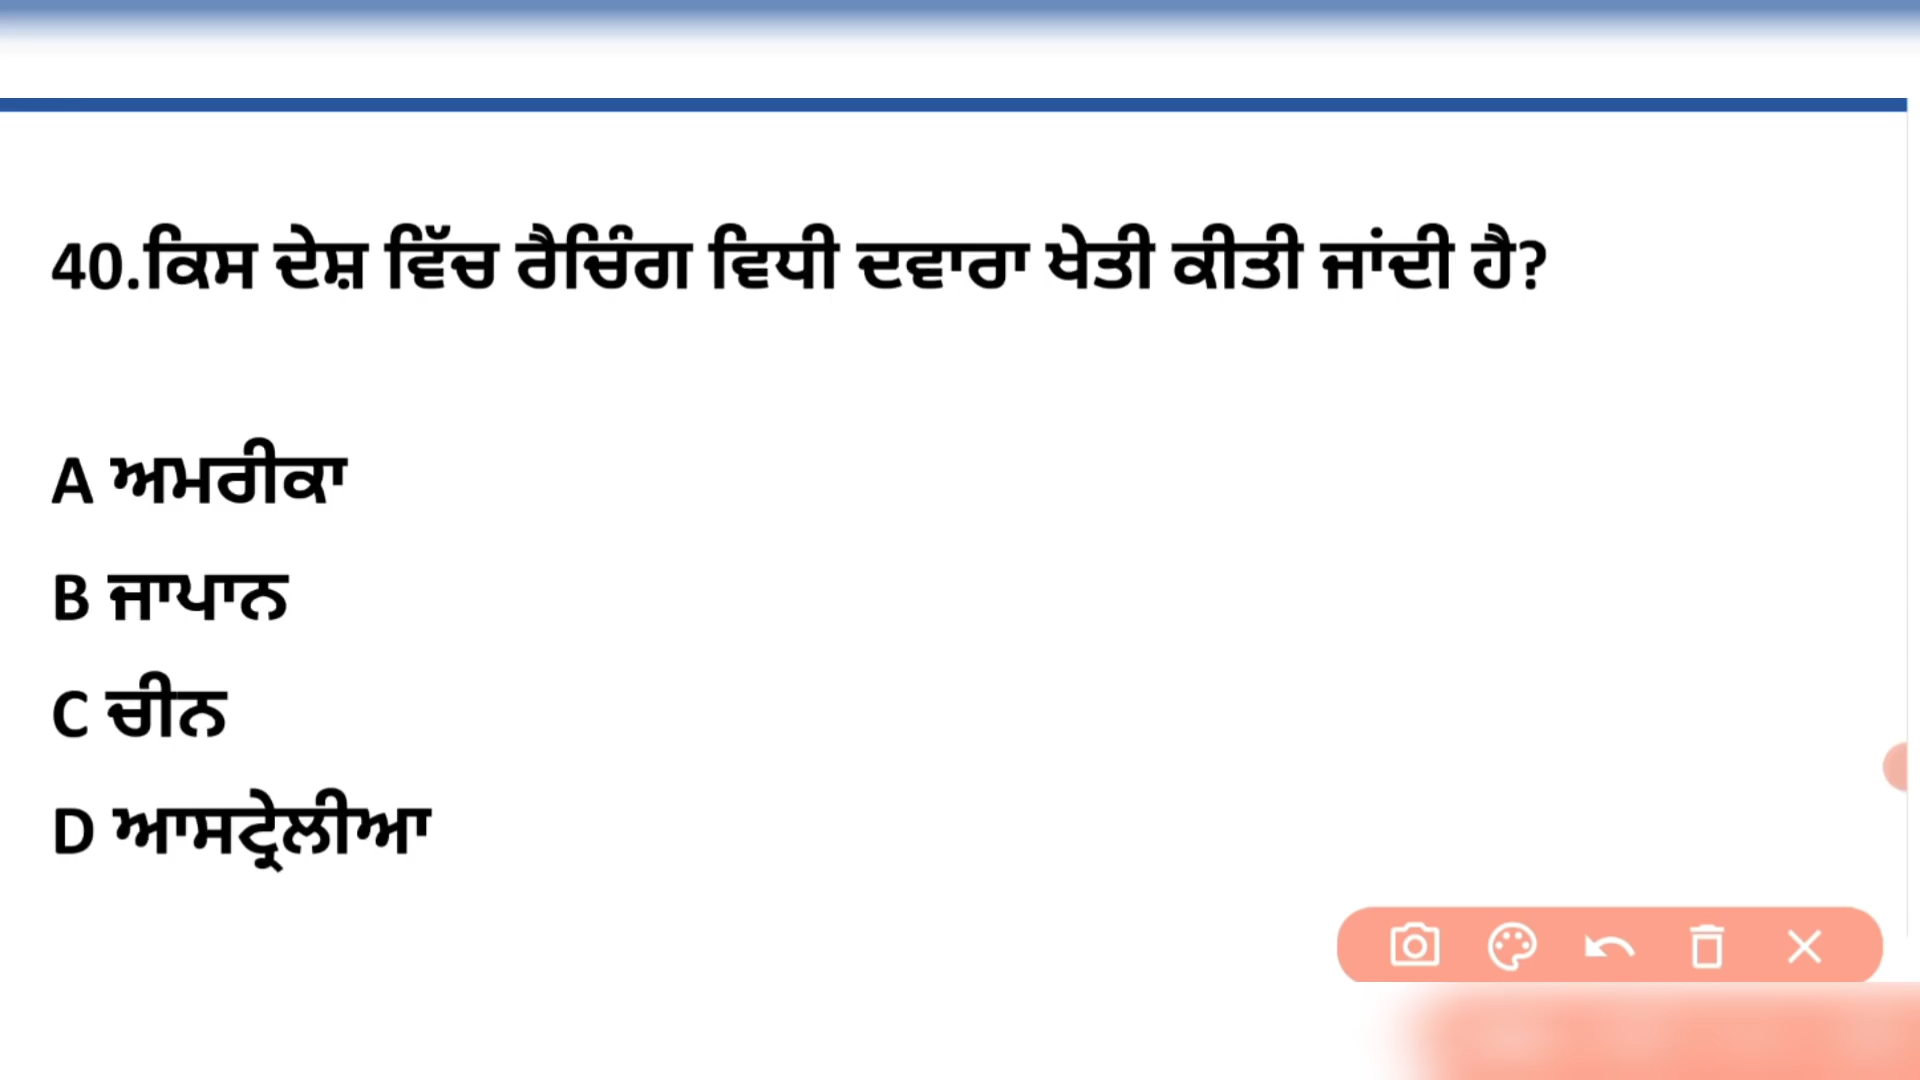 40.ਕਿਸ ਦੇਸ਼ ਵਿੱਚ ਰੈਚਿੰਗ ਵਿਧੀ ਦਵਾਰਾ ਖੇਤੀ ਕੀਤੀ ਜਾਂਦੀ ਹੈ?
A ਅਮਰੀਕਾ
B ਜਾਪਾਨ
C ਚੀਨ
D ਆਸਟ੍ਰੇਲੀਆ